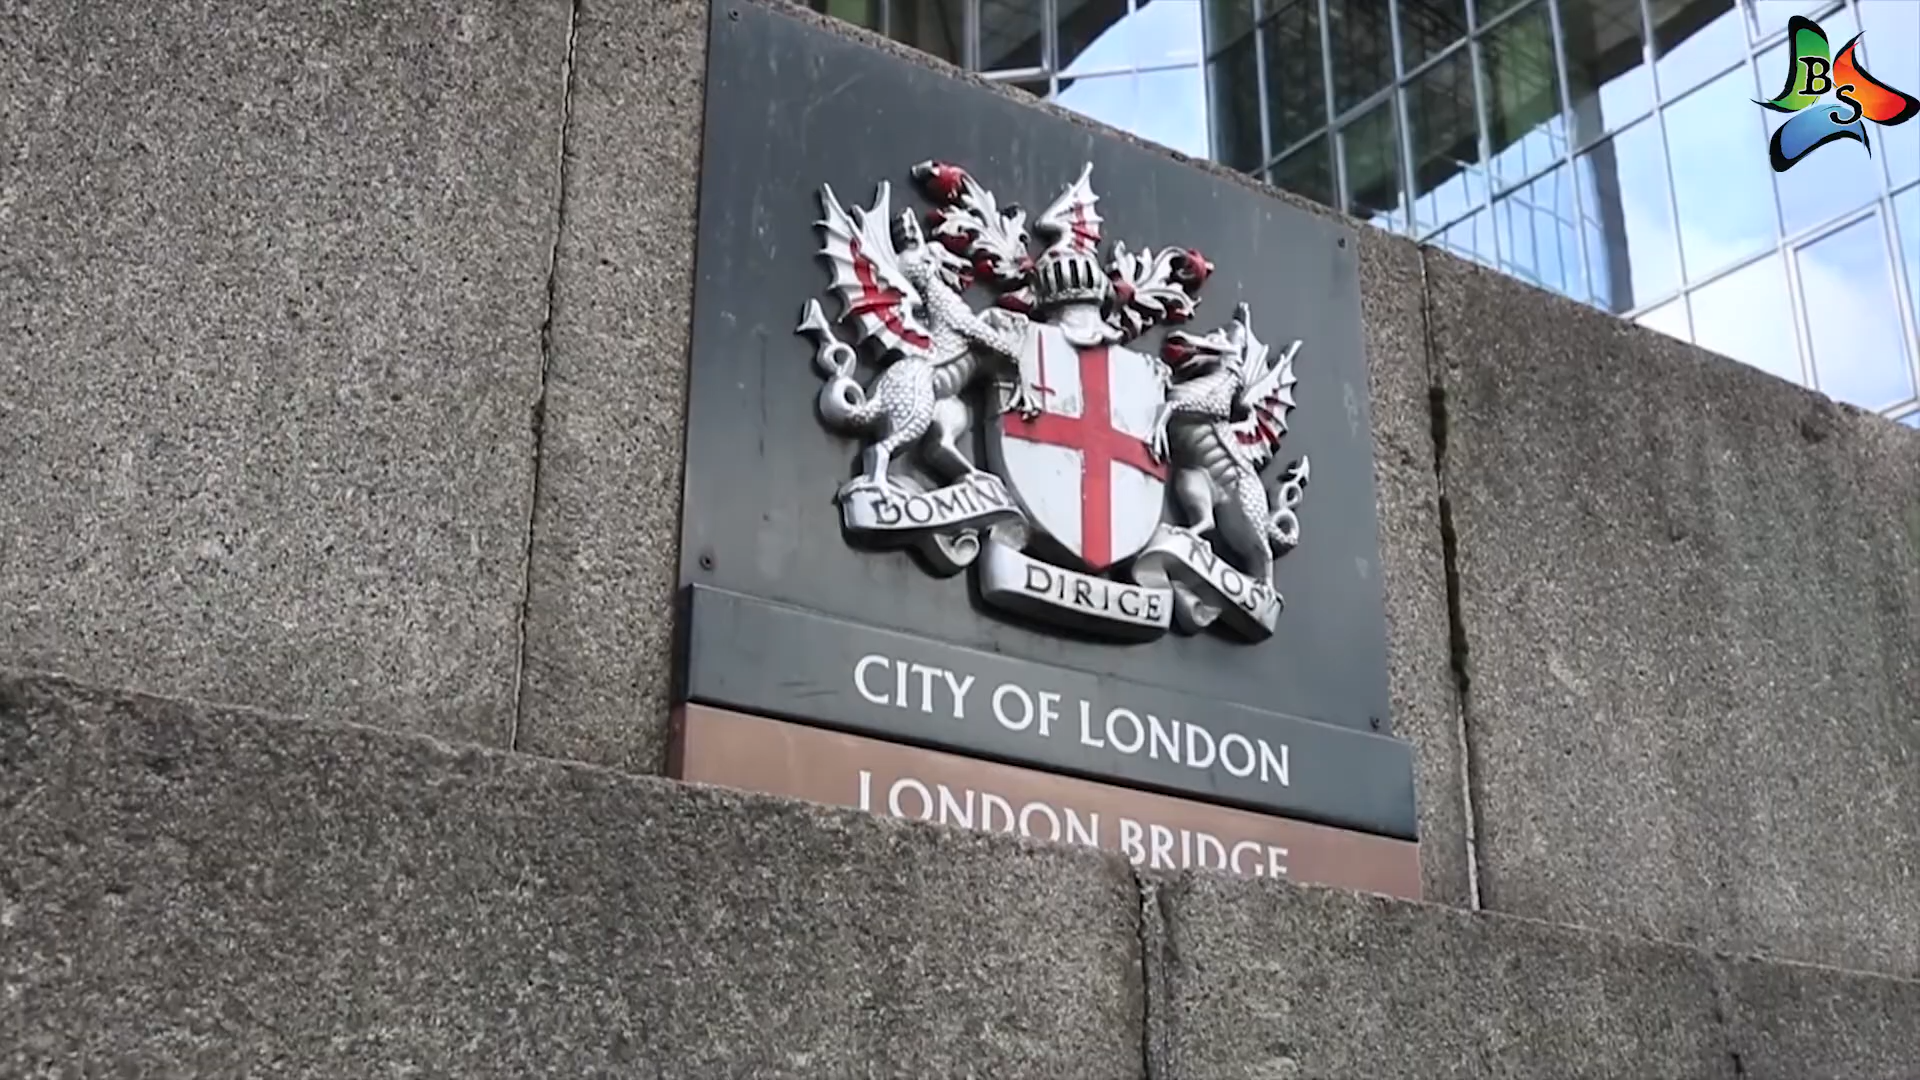 DOMIN
DIRIGE
NOS
CITY OF LONDON
LONDON BRIDGE
BS